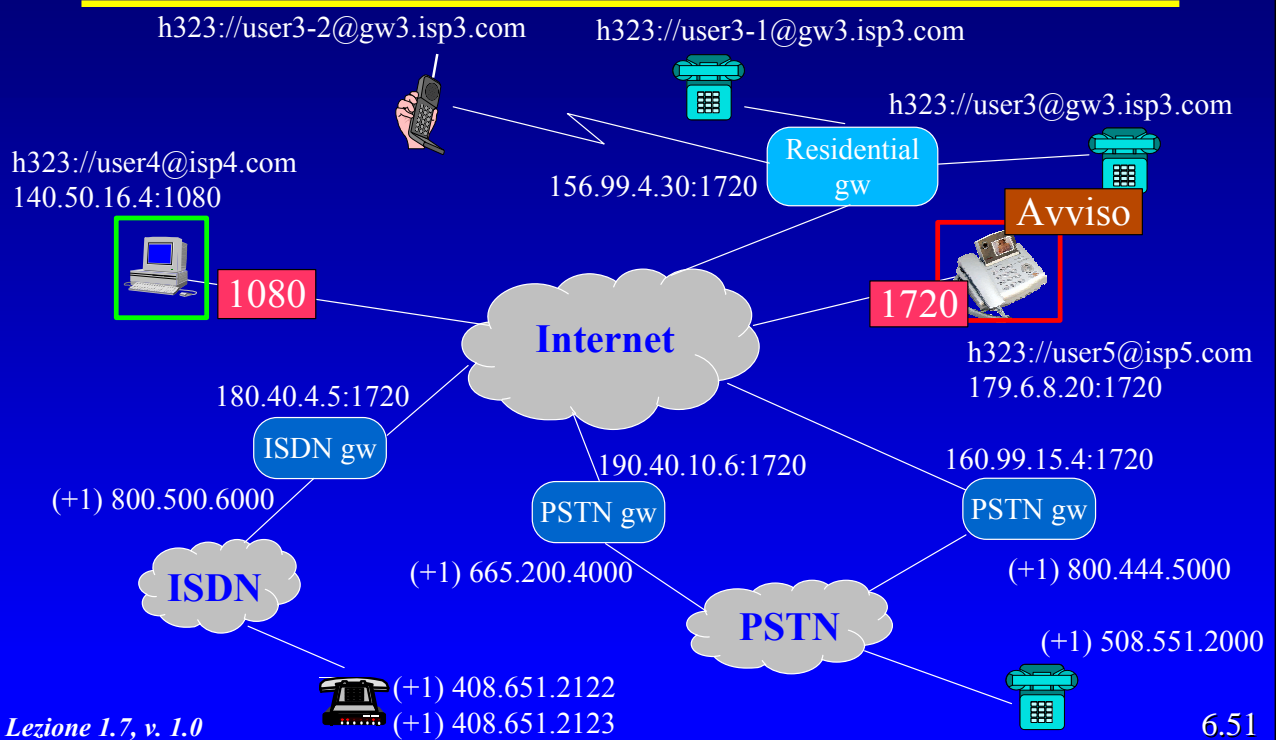 h323://user3-2@gw3.isp3.com
h323://user3-1@gw3.isp3.com
h323://user3@gw3.isp3.com
h323://user4@isp4.com
140.50.16.4:1080
Residential
gw
156.99.4.30:1720
Avviso
1080
1720
Internet
h323://user5@isp5.com
179.6.8.20:1720
180.40.4.5:1720
ISDN gw
190.40.10.6:1720
160.99.15.4:1720
(+1) 800.500.6000
PSTN gw
PSTN gw
(+1) 665.200.4000
(+1) 800.444.5000
ISDN
PSTN
(+1) 508.551.2000
(+1) 408.651.2122
(+1) 408.651.2123
Lezione 1.7, v. 1.0
6.51